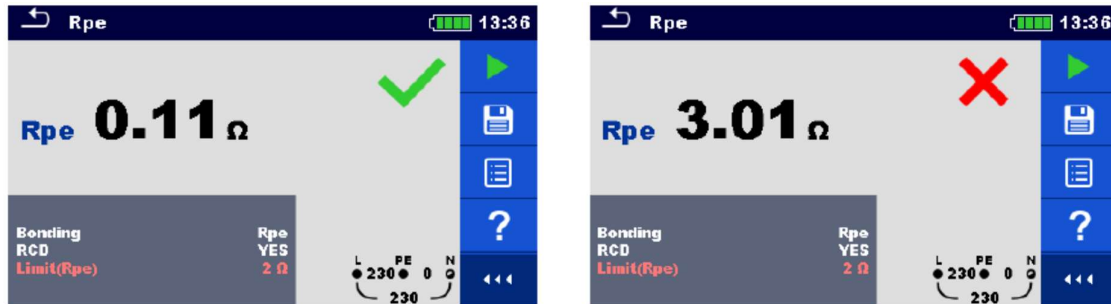 Rpe 13:36
Rpe 0.11 Ω
Bonding Rpe
RCD YES
Limit(Rpe) 2 Ω
L PE N
230 0
230
?
Rpe 13:36
Rpe 3.01 Ω
Bonding Rpe
RCD YES
Limit(Rpe) 2 Ω
L PE N
230 0
230
?